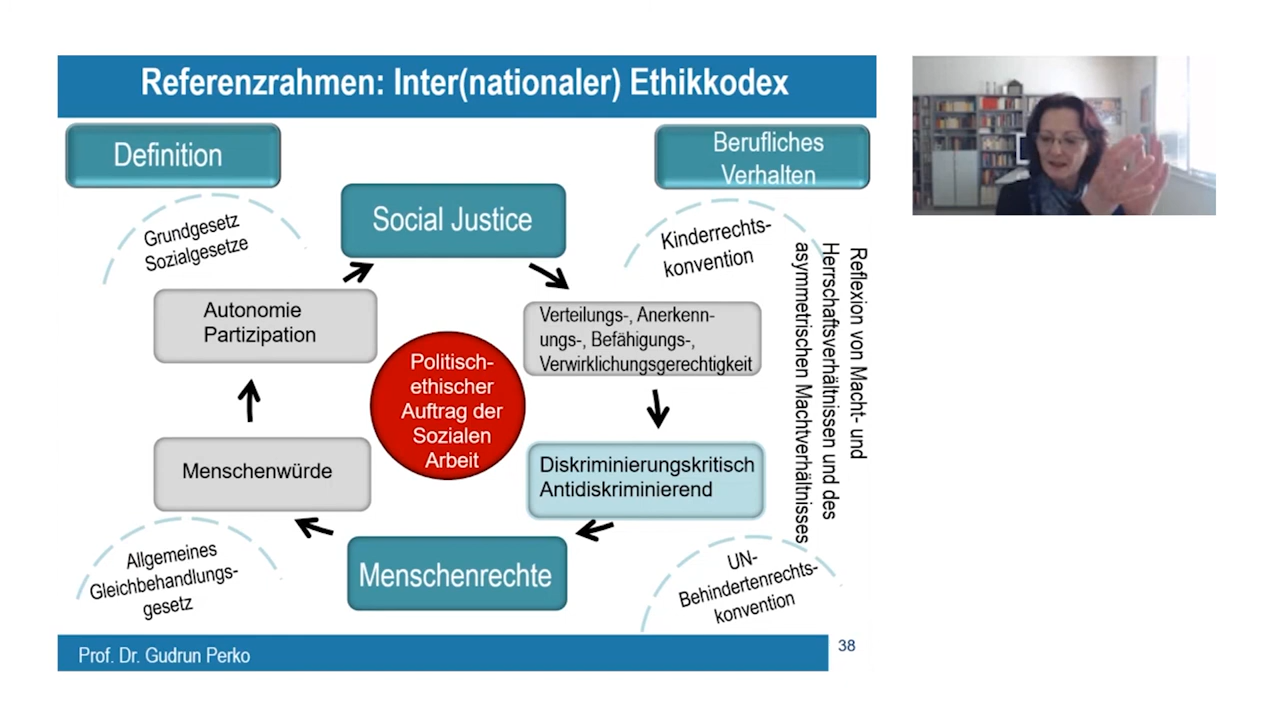 Referenzrahmen: Inter(nationaler) Ethikkodex
Definition
Berufliches
Verhalten
Grundgesetz
Sozialgesetze
Social Justice
Kinderrechts-
konvention
Autonomie
Partizipation
Verteilungs-, Anerkenn-
ungs-, Befähigungs-,
Verwirklichungsgerechtigkeit
Politisch-
ethischer
Auftrag der
Sozialen
Arbeit
Reflexion von Macht- und
Herrschaftsverhältnissen und des
asymmetrischen Machtverhältnisses
Menschenwürde
Diskriminierungskritisch
Antidiskriminierend
Allgemeines
Gleichbehandlungs-
gesetz
Menschenrechte
UN-
Behindertenrechts-
konvention
Prof. Dr. Gudrun Perko
38